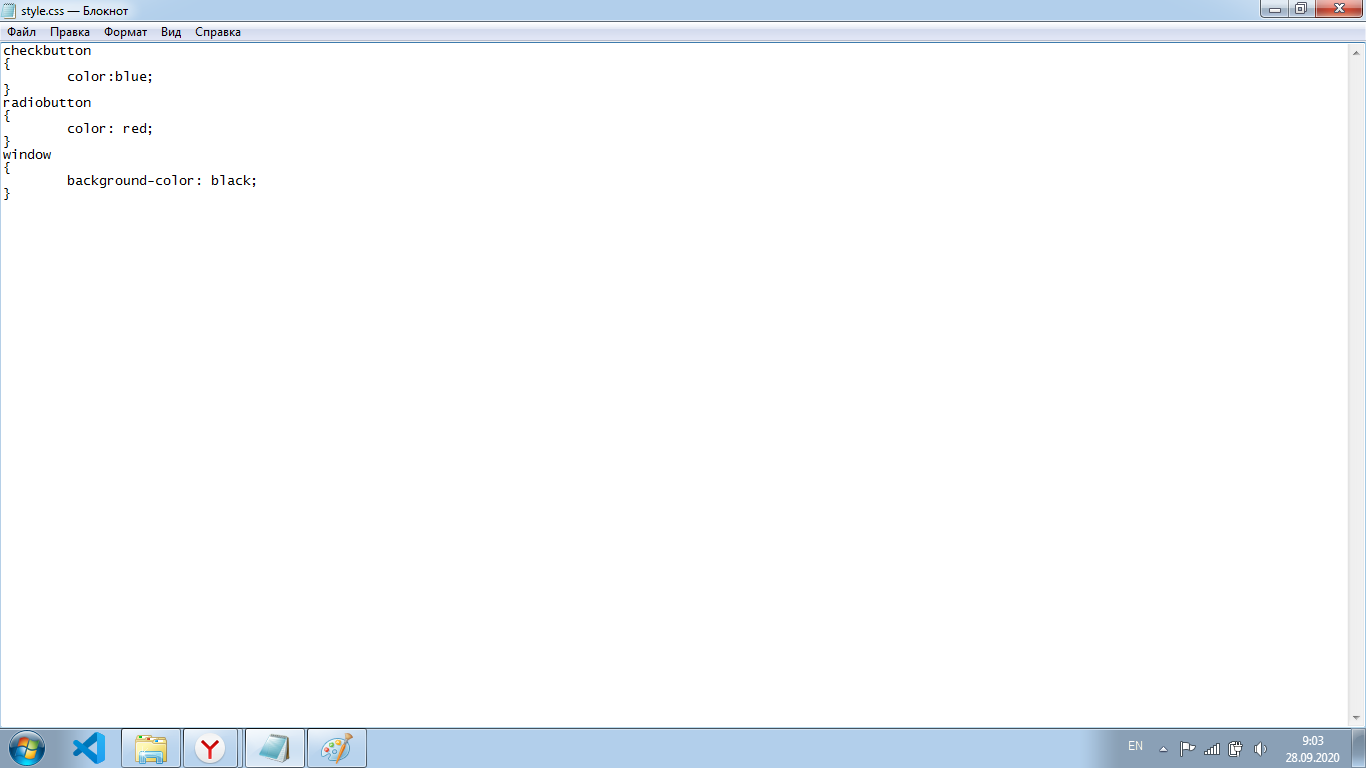 style.css — Блокнот
Файл Правка Формат Вид Справка
checkbutton
{
color:blue;
}
radiobutton
{
color: red;
}
window
{
background-color: black;
}
EN
9:03
28.09.2020